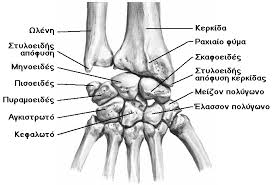 Ωλένη
Στυλοειδής
απόφυση
Μηνοειδές
Πισοειδές
Πυραμοειδές
Αγκιστρωτό
Κεφαλωτό
Κερκίδα
Ραχιαίο φύμα
Σκαφοειδές
Στυλοειδής
απόφυση κερκίδας
Μείζον πολύγωνο
Έλασσον πολύγωνο